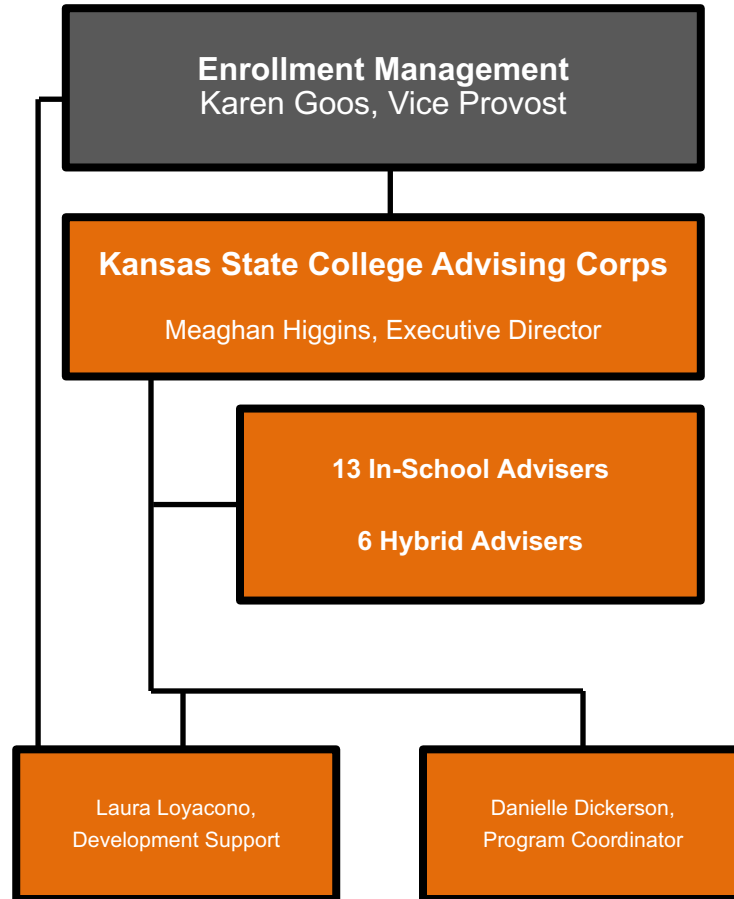 Enrollment Management
Karen Goos, Vice Provost
Kansas State College Advising Corps
Meaghan Higgins, Executive Director
13 In-School Advisers
6 Hybrid Advisers
Laura Loyacono,
Development Support
Danielle Dickerson,
Program Coordinator